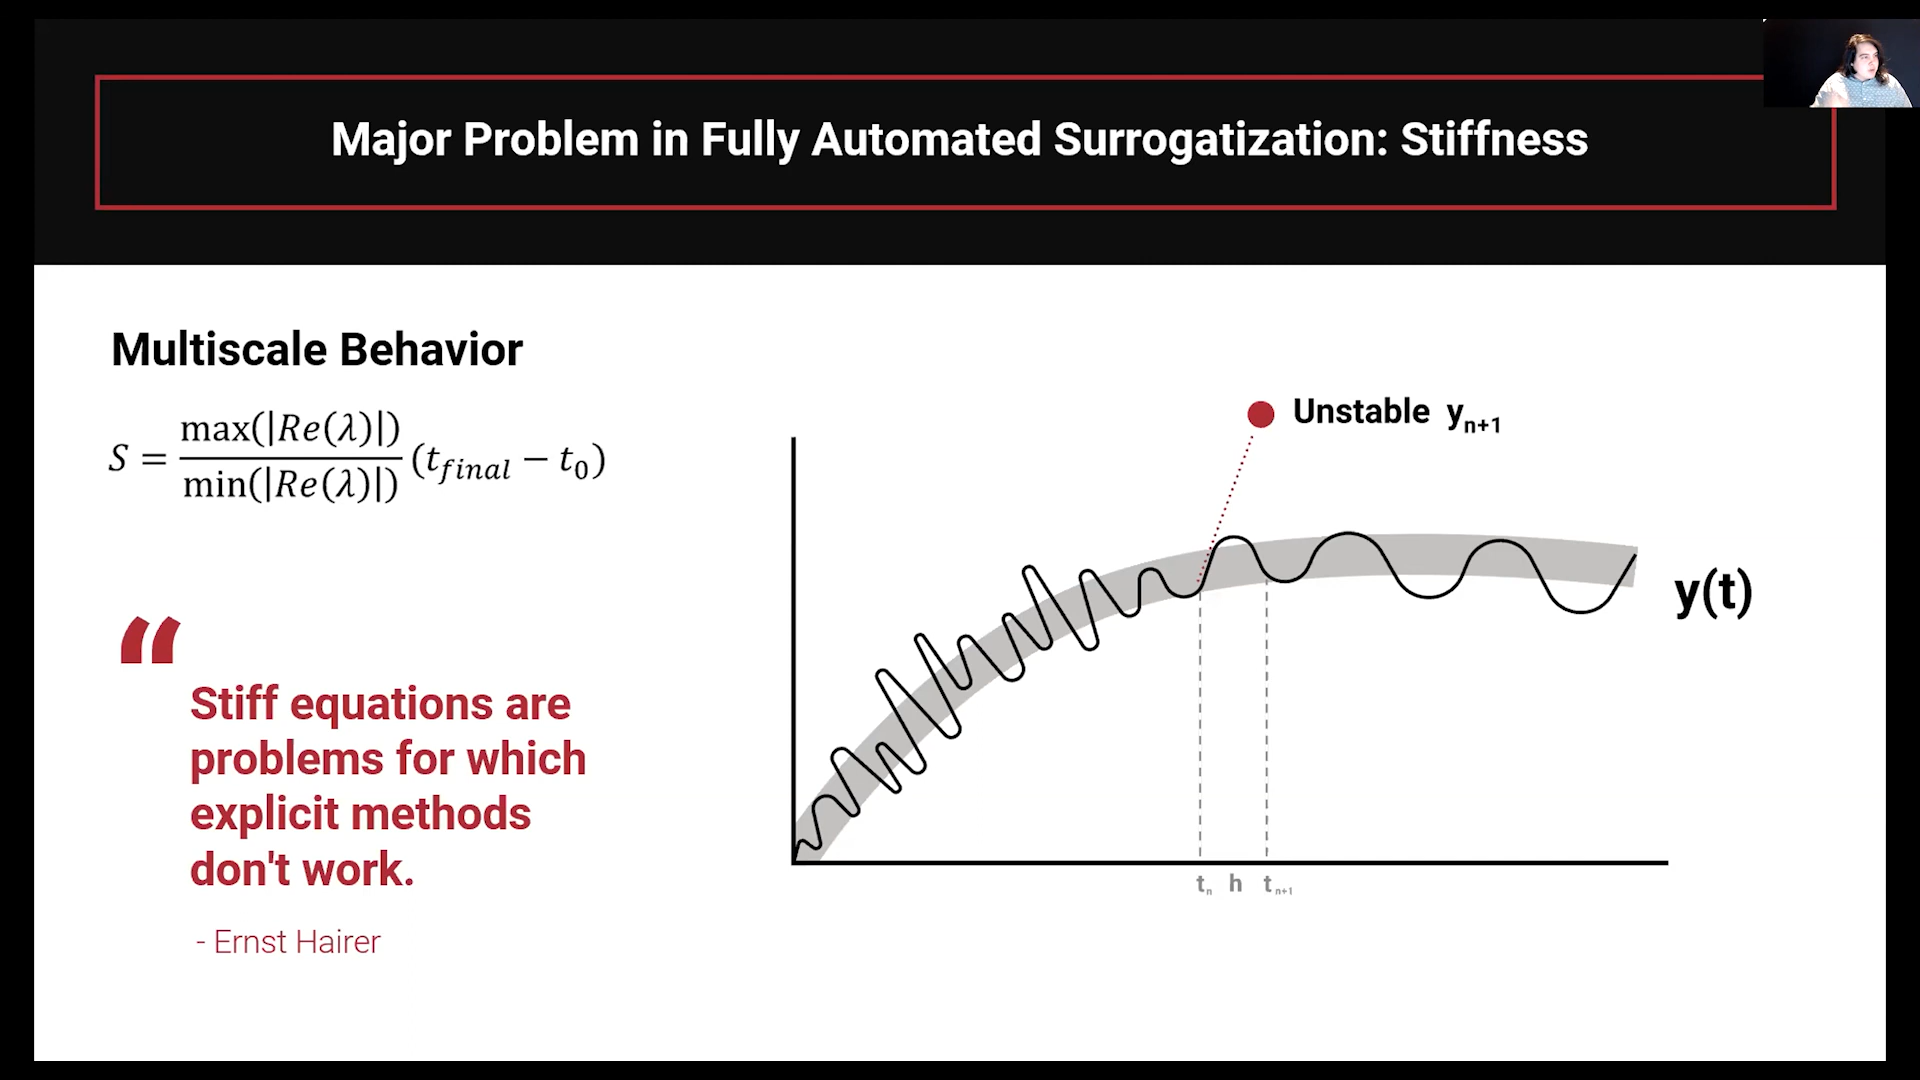 Major Problem in Fully Automated Surrogatization: Stiffness
Multiscale Behavior
S = max(|Re(λ)|) / min(|Re(λ)|) (t_final − t_0)
“
Stiff equations are
problems for which
explicit methods
don't work.
- Ernst Hairer
Unstable y_n+1
y(t)
t_n h t_n+1